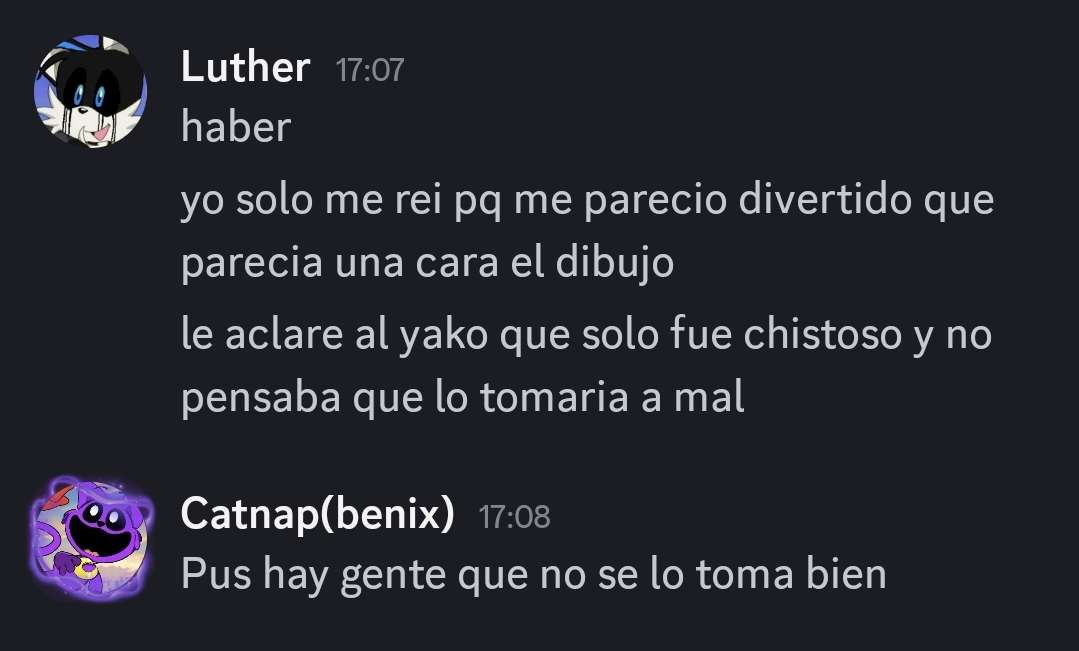 Luther 17:07
haber
yo solo me rei pq me parecio divertido que
parecia una cara el dibujo
le aclare al yako que solo fue chistoso y no
pensaba que lo tomaria a mal
Catnap(benix) 17:08
Pus hay gente que no se lo toma bien